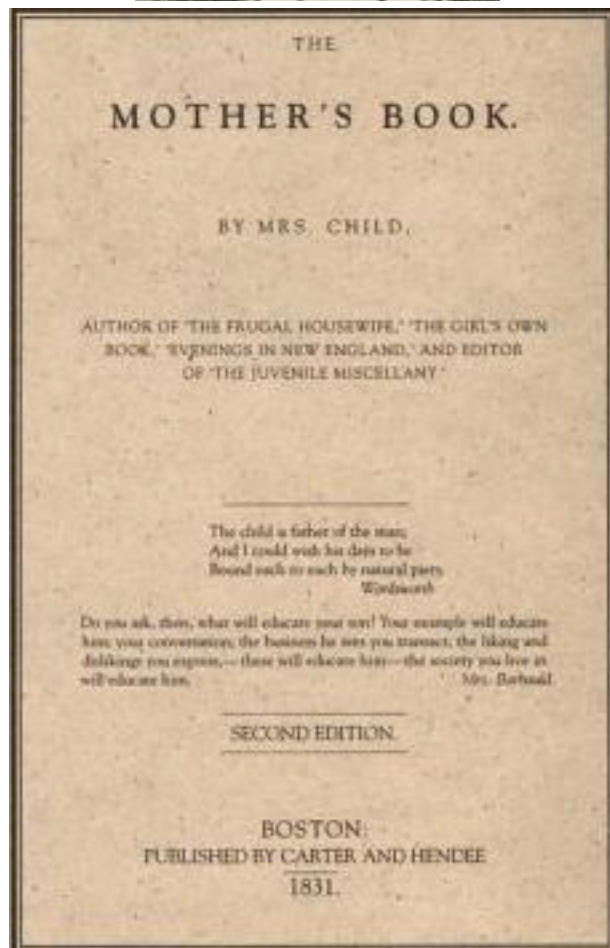 THE
MOTHER'S BOOK.
BY MRS. CHILD,
AUTHOR OF 'THE FRUGAL HOUSEWIFE,' 'THE GIRL'S OWN
BOOK,' 'EVENINGS IN NEW ENGLAND,' AND EDITOR
OF 'THE JUVENILE MISCELLANY.'
The child is father of the man;
And I could wish his days to be
Bound each to each by natural piety.
Wordsworth
Do you ask, then, what will educate your son? Your example will educate
him; your conversation; the business he sees you transact; the liking and
dislikings you express,— these will educate him—the society you live in
will educate him. Mrs. Barbauld
SECOND EDITION.
BOSTON:
PUBLISHED BY CARTER AND HENDEE
1831.